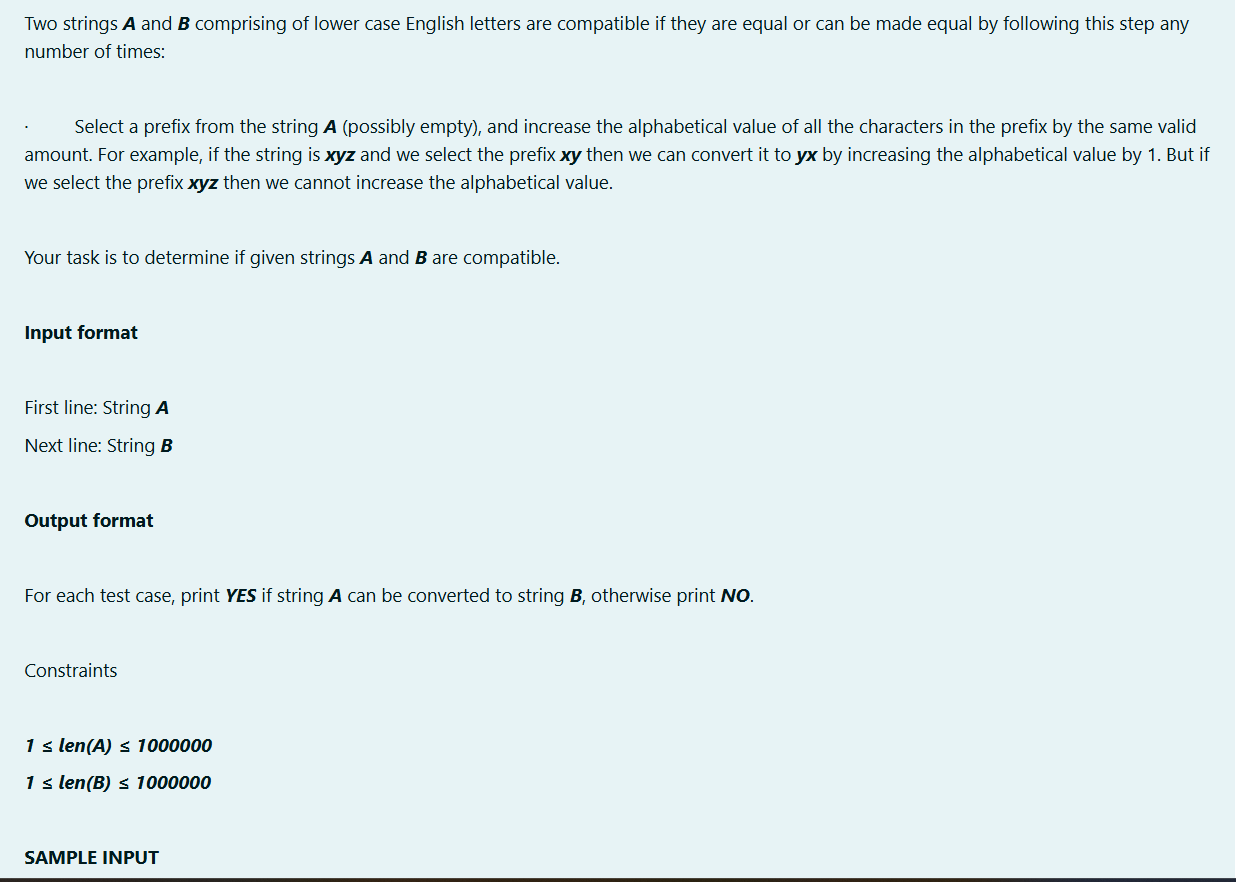 Two strings A and B comprising of lower case English letters are compatible if they are equal or can be made equal by following this step any
number of times:
· Select a prefix from the string A (possibly empty), and increase the alphabetical value of all the characters in the prefix by the same valid
amount. For example, if the string is xyz and we select the prefix xy then we can convert it to yx by increasing the alphabetical value by 1. But if
we select the prefix xyz then we cannot increase the alphabetical value.
Your task is to determine if given strings A and B are compatible.
Input format
First line: String A
Next line: String B
Output format
For each test case, print YES if string A can be converted to string B, otherwise print NO.
Constraints
1 ≤ len(A) ≤ 1000000
1 ≤ len(B) ≤ 1000000
SAMPLE INPUT